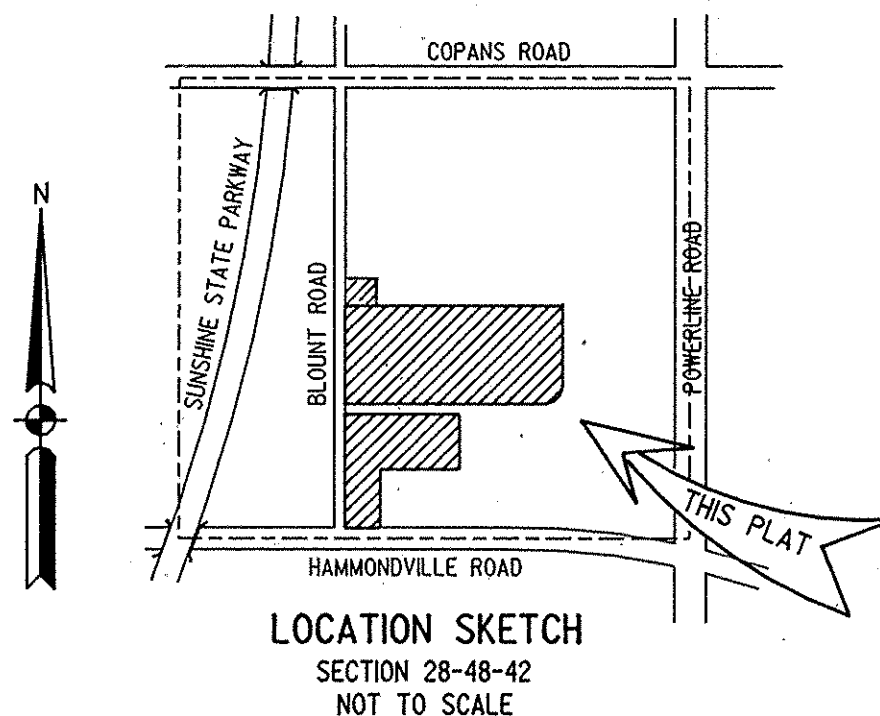 COPANS ROAD
N
SUNSHINE STATE PARKWAY
BLOUNT ROAD
POWERLINE ROAD
THIS PLAT
HAMMONDVILLE ROAD
LOCATION SKETCH
SECTION 28-48-42
NOT TO SCALE